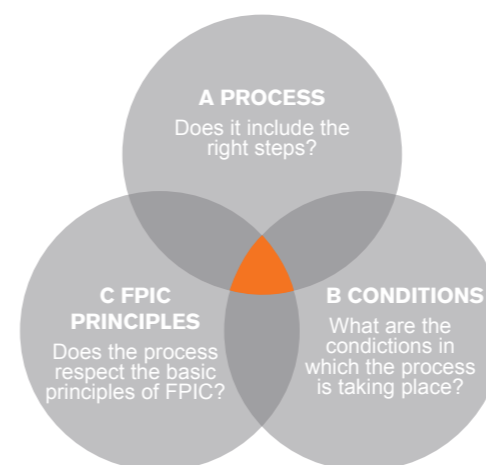 A PROCESS
Does it include the
right steps?
C FPIC
PRINCIPLES
Does the process
respect the basic
principles of FPIC?
B CONDITIONS
What are the
condictions in
which the process
is taking place?